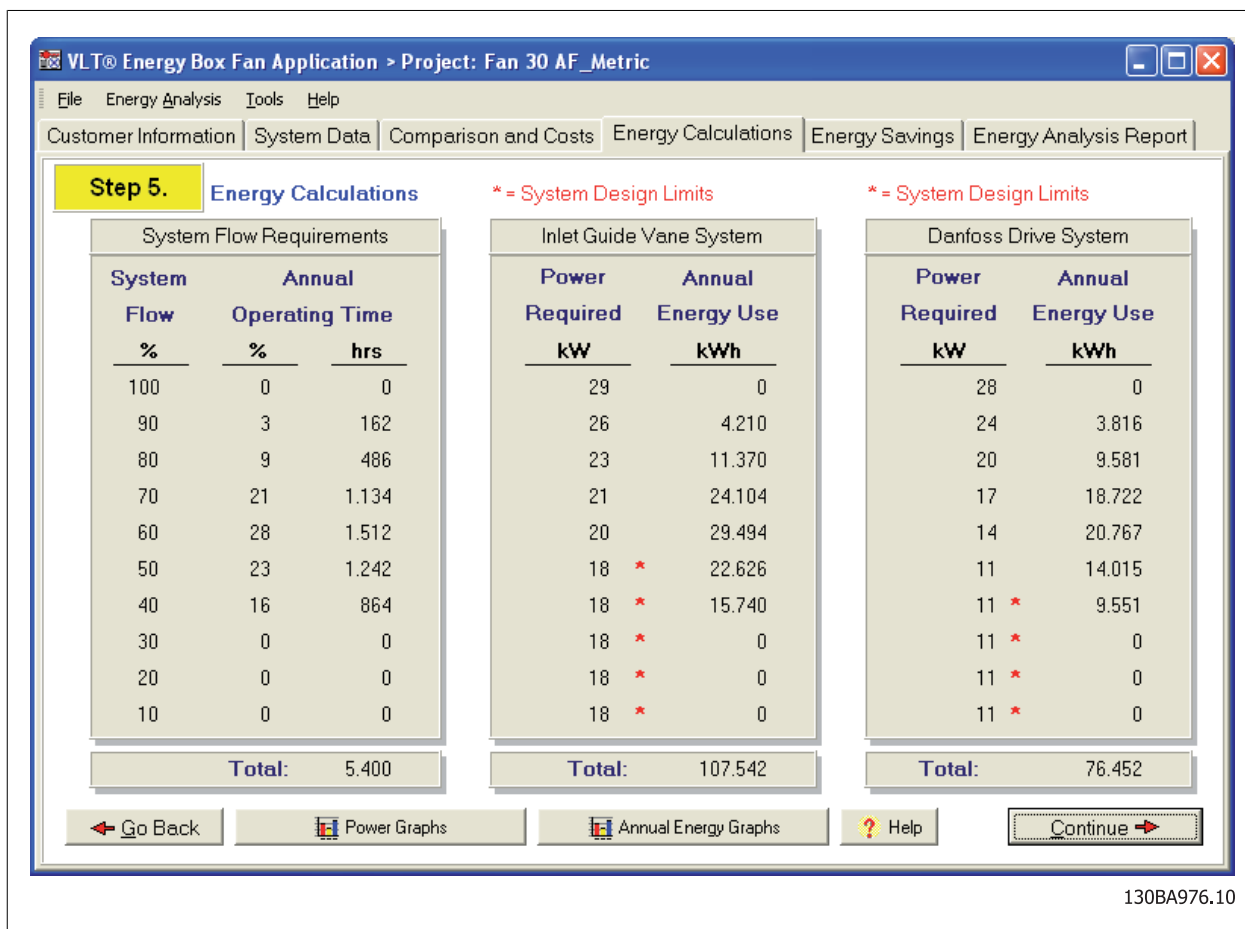 VLT® Energy Box Fan Application > Project: Fan 30 AF_Metric
File Energy Analysis Tools Help
Customer Information System Data Comparison and Costs Energy Calculations Energy Savings Energy Analysis Report
Step 5. Energy Calculations * = System Design Limits * = System Design Limits
System Flow Requirements Inlet Guide Vane System Danfoss Drive System
System Annual Power Annual Power Annual
Flow Operating Time Required Energy Use Required Energy Use
% % hrs kW kWh kW kWh
100 0 0 29 0 28 0
90 3 162 26 4.210 24 3.816
80 9 486 23 11.370 20 9.581
70 21 1.134 21 24.104 17 18.722
60 28 1.512 20 29.494 14 20.767
50 23 1.242 18 * 22.626 11 14.015
40 16 864 18 * 15.740 11 * 9.551
30 0 0 18 * 0 11 * 0
20 0 0 18 * 0 11 * 0
10 0 0 18 * 0 11 * 0
Total: 5.400 Total: 107.542 Total: 76.452
Go Back Power Graphs Annual Energy Graphs ? Help Continue
130BA976.10